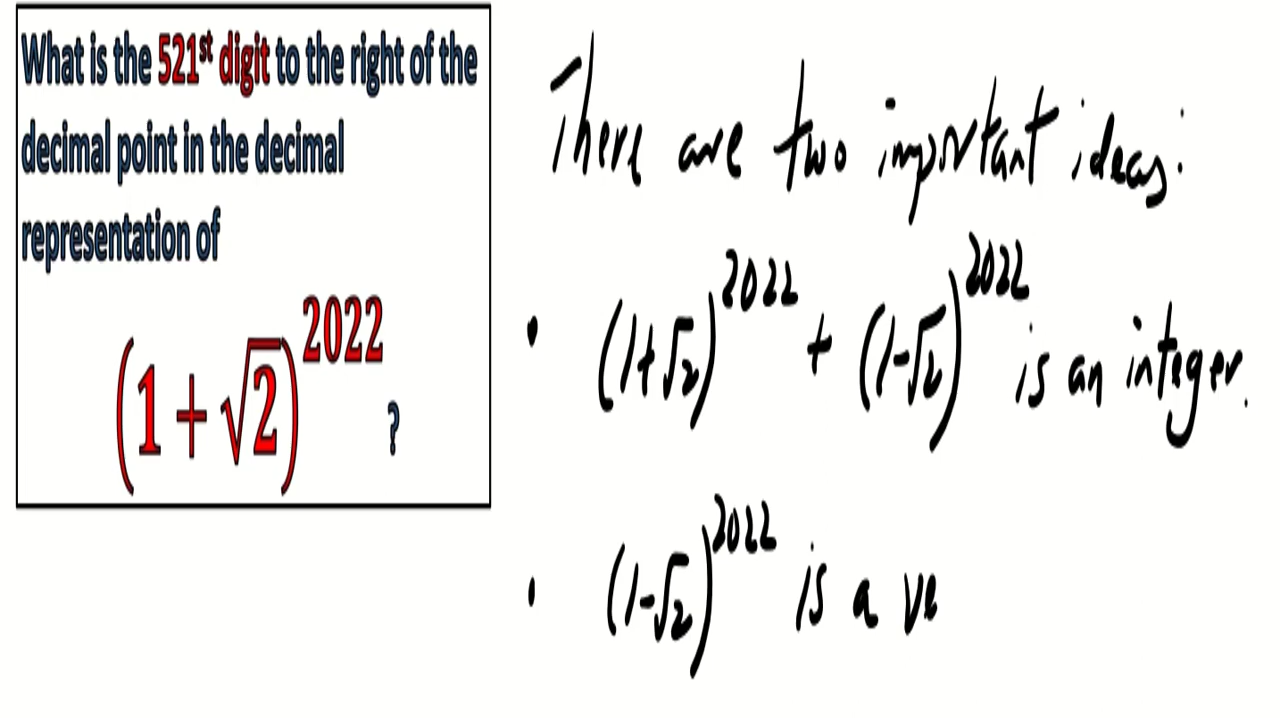 What is the 521st digit to the right of the
decimal point in the decimal
representation of
(1 + √2)^2022 ?
There are two important ideas:
• (1+√2)^2022 + (1-√2)^2022 is an integer.
• (1-√2)^2022 is a ve